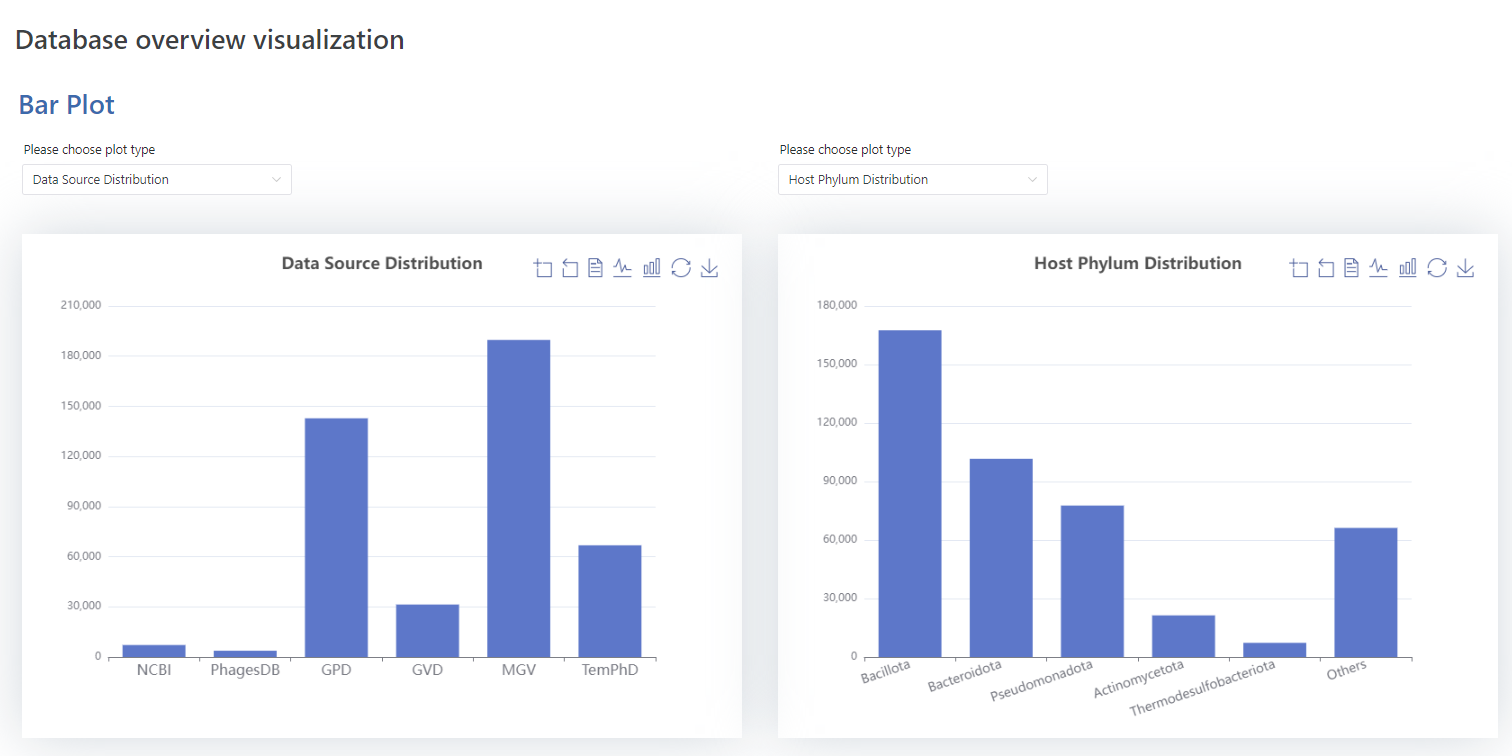 Database overview visualization
Bar Plot
Please choose plot type
Data Source Distribution
Please choose plot type
Host Phylum Distribution
Data Source Distribution
210,000
180,000
150,000
120,000
90,000
60,000
30,000
0
NCBI
PhagesDB
GPD
GVD
MGV
TemPhD
Host Phylum Distribution
180,000
150,000
120,000
90,000
60,000
30,000
0
Bacillota
Bacteroidota
Pseudomonadota
Actinomycetota
Thermodesulfobacteriota
Others